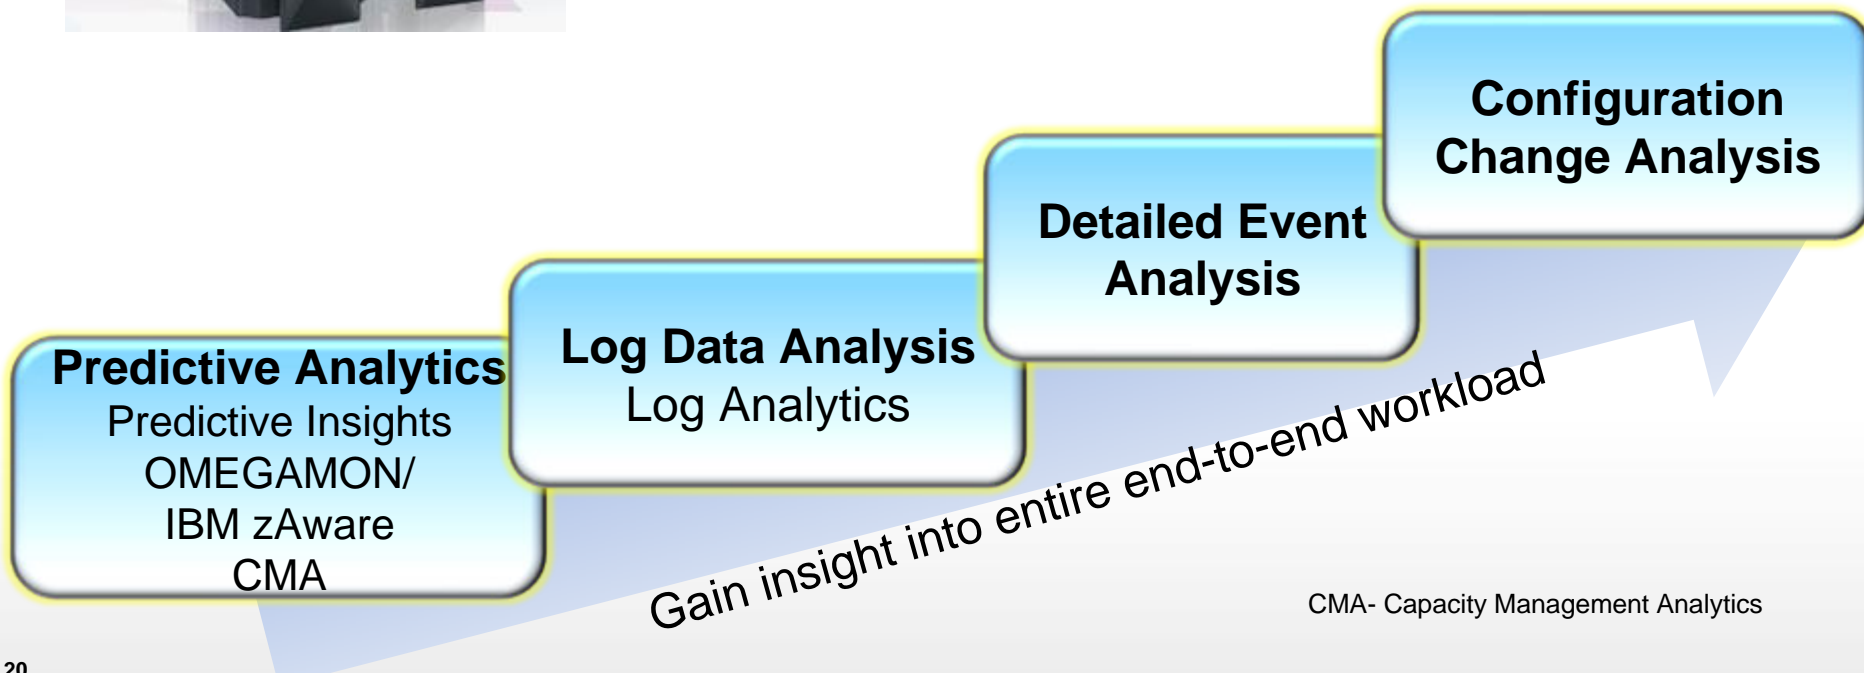 Configuration
Change Analysis
Detailed Event
Analysis
Log Data Analysis
Log Analytics
Predictive Analytics
Predictive Insights
OMEGAMON/
IBM zAware
CMA
Gain insight into entire end-to-end workload
CMA- Capacity Management Analytics
20